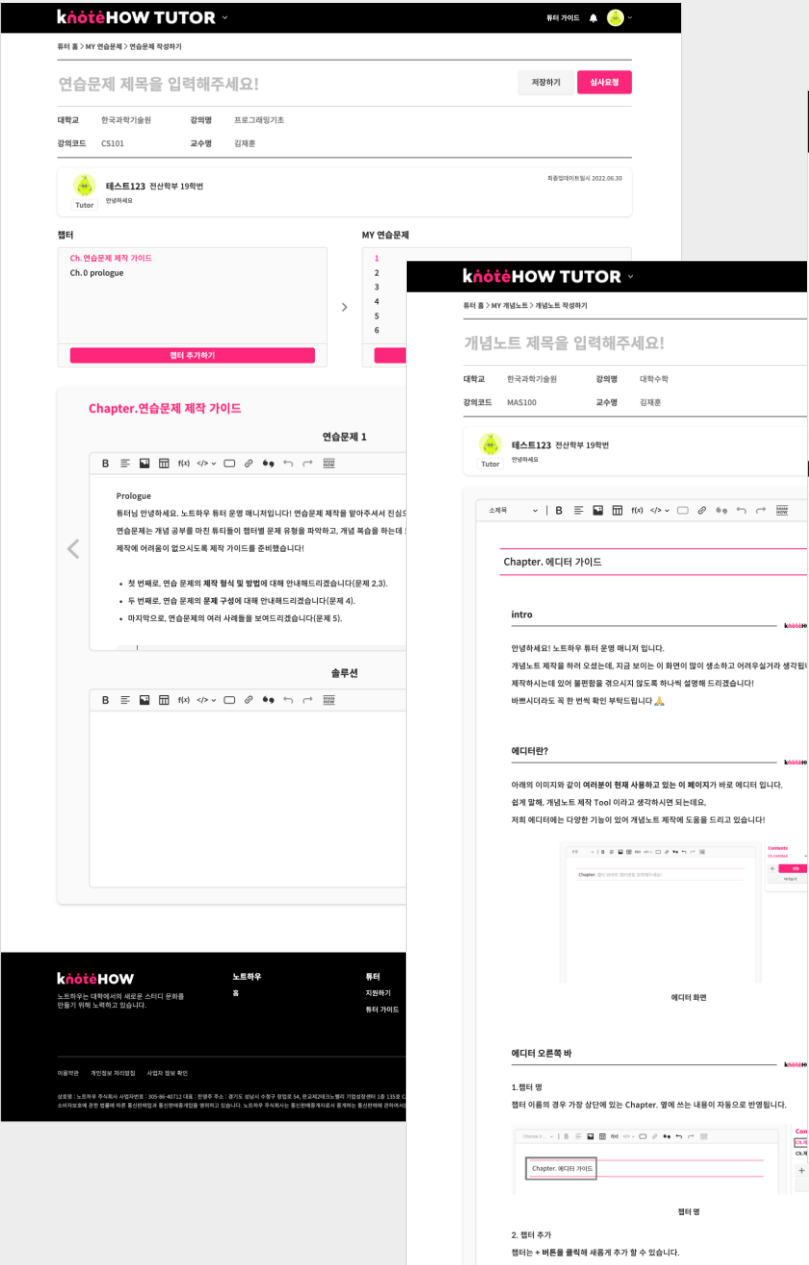 knoteHOW TUTOR
튜터 가이드
튜터 홈 > MY 연습문제 > 연습문제 작성하기
연습문제 제목을 입력해주세요!
저장하기
심사요청
대학교 한국과학기술원 강의명 프로그래밍기초
강의코드 CS101 교수명 김재훈
테스트123 전산학부 19학번
최종업데이트일시 2022.06.30
안녕하세요
Tutor
챕터
MY 연습문제
Ch. 연습문제 제작 가이드
Ch. 0 prologue
1
2
3
4
5
6
챕터 추가하기
Chapter.연습문제 제작 가이드
연습문제 1
B
f(x)
Prologue
튜터님 안녕하세요. 노트하우 튜터 운영 매니저입니다! 연습문제 제작을 맡아주셔서 진심으
연습문제는 개념 공부를 마친 튜티들이 챕터별 문제 유형을 파악하고, 개념 복습을 하는데
제작에 어려움이 없으시도록 제작 가이드를 준비했습니다!
• 첫 번째로, 연습 문제의 제작 형식 및 방법에 대해 안내해드리겠습니다(문제 2,3).
• 두 번째로, 연습 문제의 문제 구성에 대해 안내해드리겠습니다(문제 4).
• 마지막으로, 연습문제의 여러 사례들을 보여드리겠습니다(문제 5).
솔루션
B
f(x)
knoteHOW
노트하우는 대학에서의 새로운 스터디 문화를
만들기 위해 노력하고 있습니다.
노트하우
홈
튜터
지원하기
튜터 가이드
이용약관 개인정보 처리방침 사업자 정보 확인
knoteHOW TUTOR
튜터 홈 > MY 개념노트 > 개념노트 작성하기
개념노트 제목을 입력해주세요!
대학교 한국과학기술원 강의명 대학수학
강의코드 MAS100 교수명 김재훈
테스트123 전산학부 19학번
안녕하세요
Tutor
소제목
B
f(x)
Chapter. 에디터 가이드
intro
안녕하세요! 노트하우 튜터 운영 매니저 입니다.
개념노트 제작을 하러 오셨는데, 지금 보이는 이 화면이 많이 생소하고 어려우실거라 생각됩니
제작하시는데 있어 불편함을 겪으시지 않도록 하나씩 설명해 드리겠습니다!
바쁘시더라도 꼭 한 번씩 확인 부탁드립니다 🙏
에디터란?
아래의 이미지와 같이 여러분이 현재 사용하고 있는 이 페이지가 바로 에디터 입니다.
쉽게 말해, 개념노트 제작 Tool 이라고 생각하시면 되는데요,
저희 에디터에는 다양한 기능이 있어 개념노트 제작에 도움을 드리고 있습니다!
Contents
에디터 화면
에디터 오른쪽 바
1.챕터 명
챕터 이름의 경우 가장 상단에 있는 Chapter. 옆에 쓰는 내용이 자동으로 반영됩니다.
Chapter. 에디터 가이드
챕터 명
2. 챕터 추가
챕터는 + 버튼을 클릭해 새롭게 추가 할 수 있습니다.